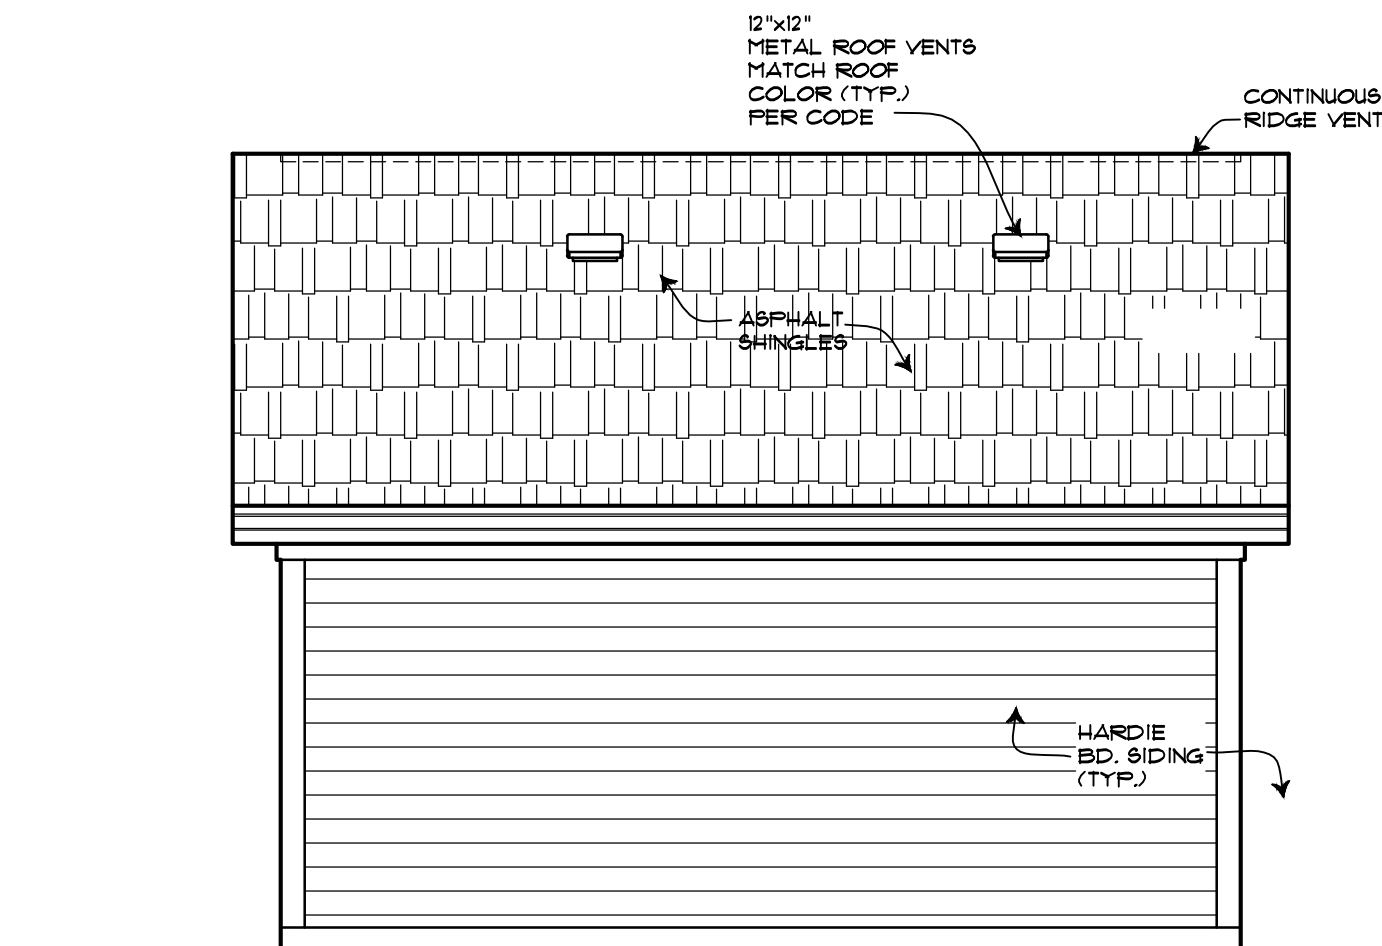 12"x12"
METAL ROOF VENTS
MATCH ROOF
COLOR (TYP.)
PER CODE
CONTINUOUS
RIDGE VENT
ASPHALT
SHINGLES
HARDIE
BD. SIDING
(TYP.)